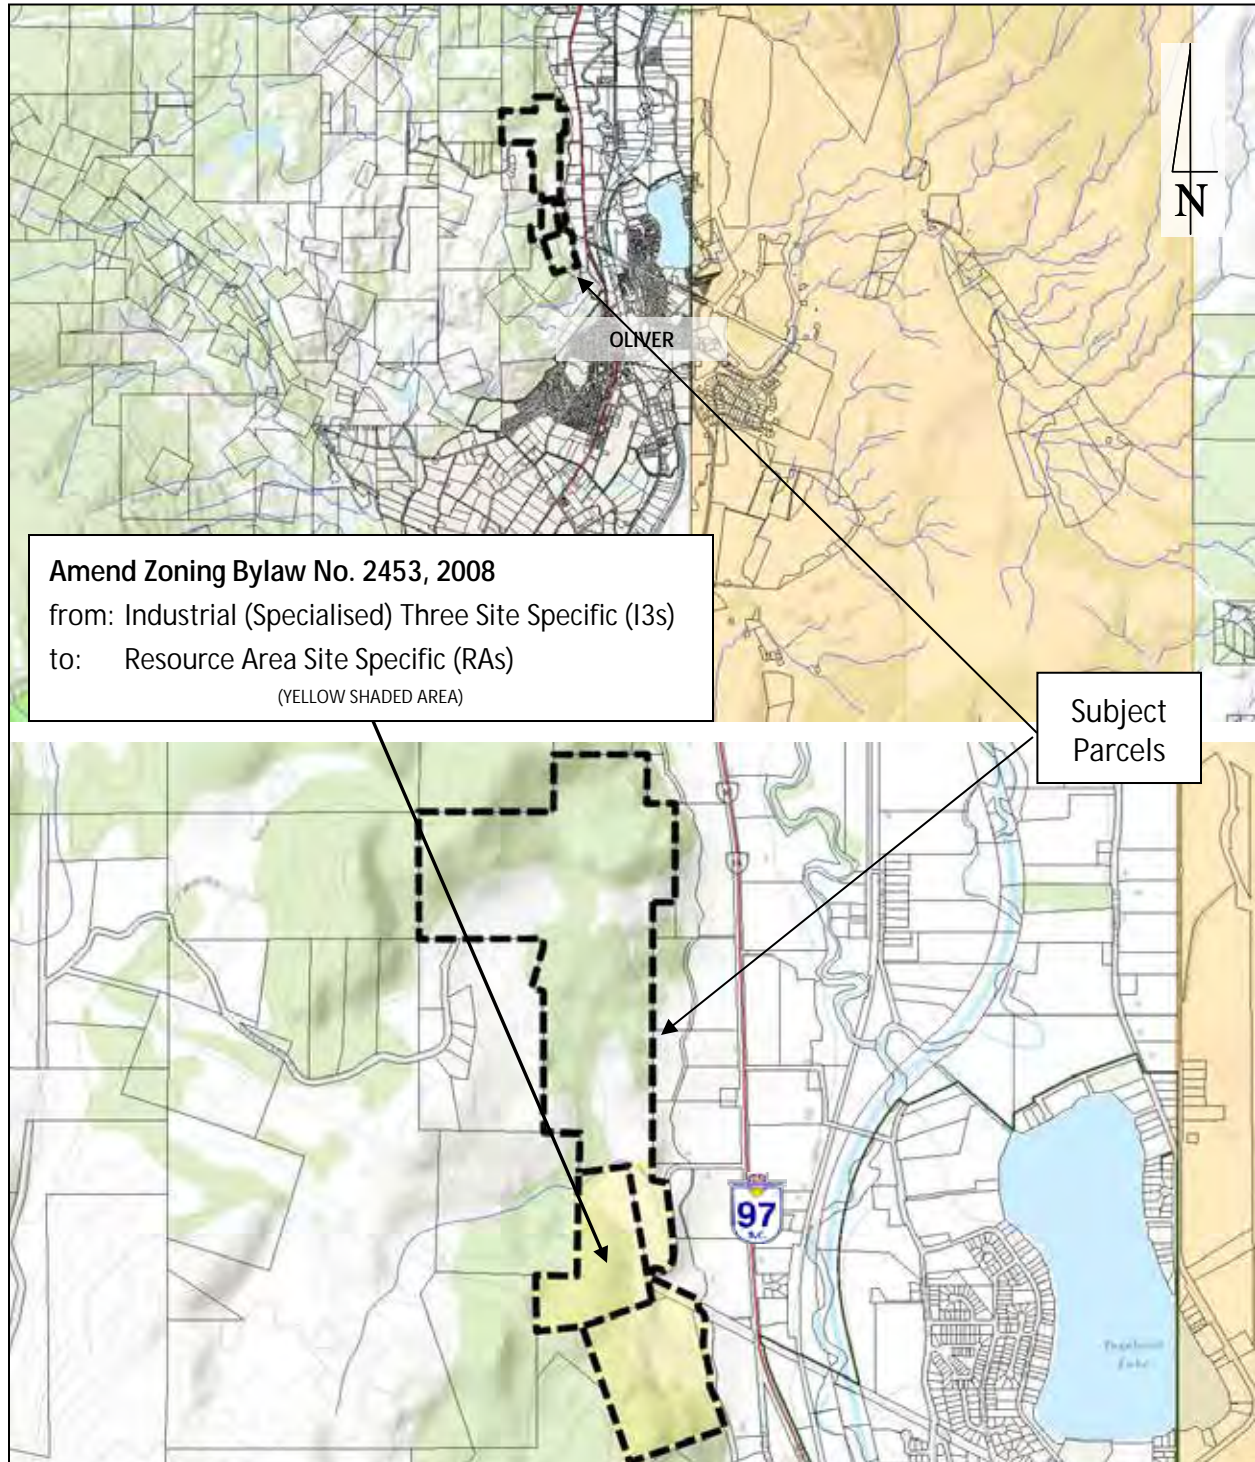 N
OLIVER
Amend Zoning Bylaw No. 2453, 2008
from: Industrial (Specialised) Three Site Specific (I3s)
to: Resource Area Site Specific (RAs)
(YELLOW SHADED AREA)
Subject
Parcels
97
B.C.
Lake